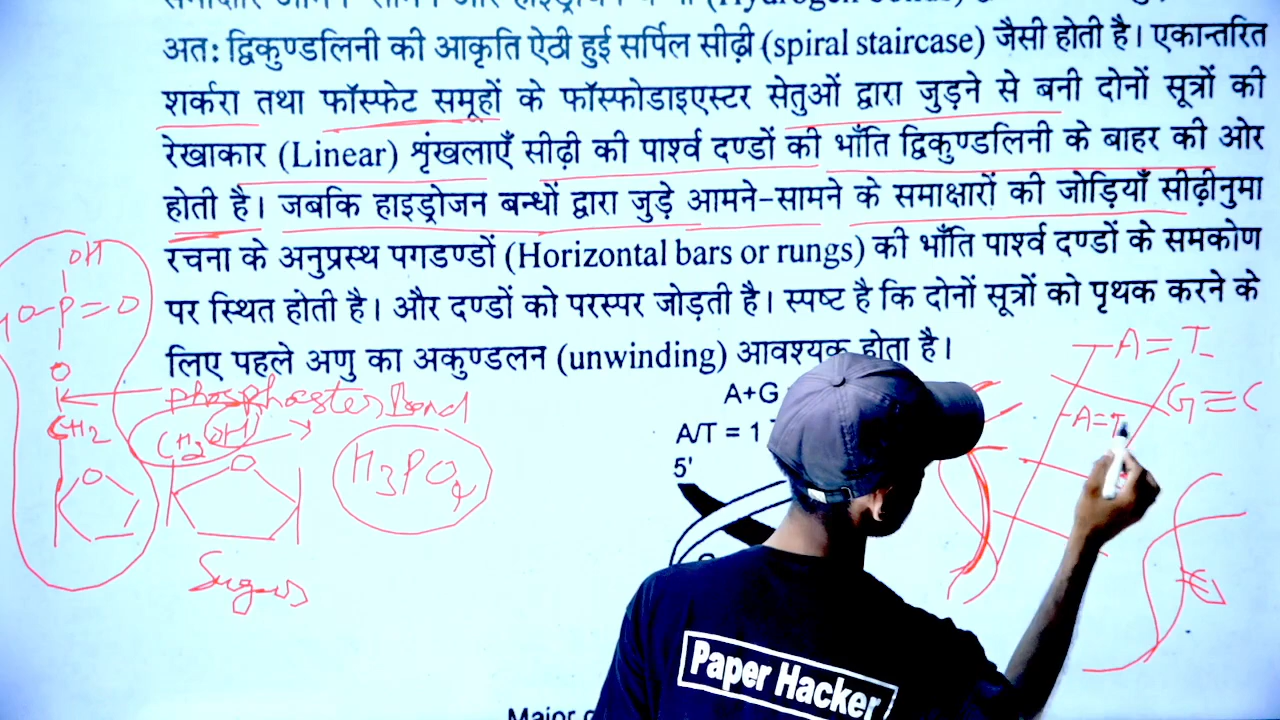 अतः द्विकुण्डलिनी की आकृति ऐठी हुई सर्पिल सीढ़ी (spiral staircase) जैसी होती है। एकान्तरित
शर्करा तथा फॉस्फेट समूहों के फॉस्फोडाइएस्टर सेतुओं द्वारा जुड़ने से बनी दोनों सूत्रों की
रेखाकार (Linear) शृंखलाएँ सीढ़ी की पार्श्व दण्डों की भाँति द्विकुण्डलिनी के बाहर की ओर
होती है। जबकि हाइड्रोजन बन्धों द्वारा जुड़े आमने-सामने के समाक्षारों की जोड़ियाँ सीढ़ीनुमा
रचना के अनुप्रस्थ पगडण्डों (Horizontal bars or rungs) की भाँति पार्श्व दण्डों के समकोण
पर स्थित होती है। और दण्डों को परस्पर जोड़ती है। स्पष्ट है कि दोनों सूत्रों को पृथक करने के
लिए पहले अणु का अकुण्डलन (unwinding) आवश्यक होता है।
OH
O-P=O
O
CH2
O
Phosphoester Bond
CH2OH
O
Sugar
H3PO4
A=T
G≡C
A=T
A+G
A/T = 1
5'
Paper Hacker
Major